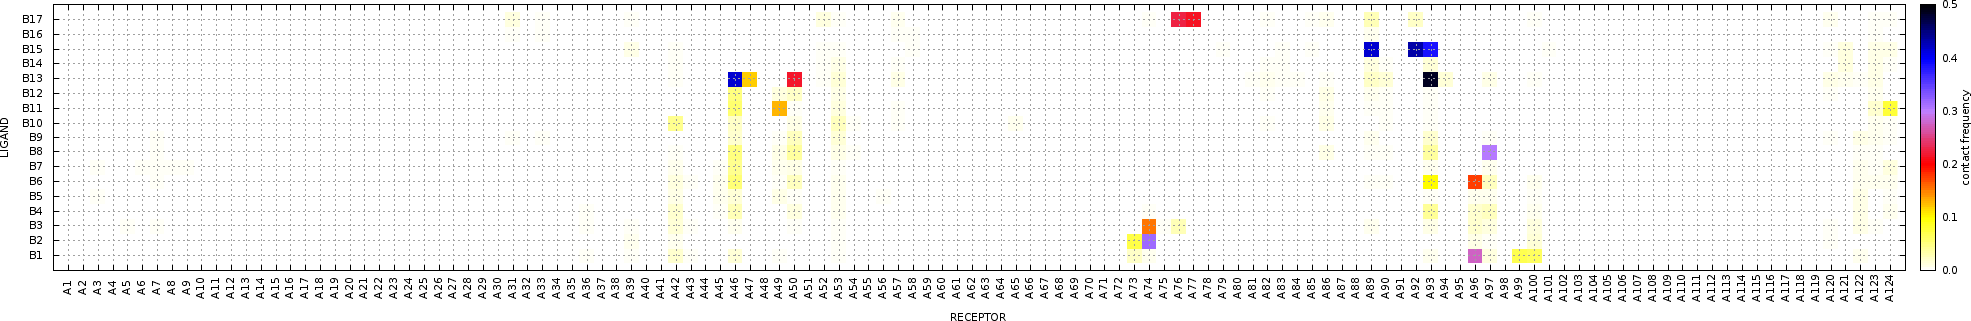 B17
B16
B15
B14
B13
B12
B11
B10
B9
B8
B7
B6
B5
B4
B3
B2
B1
LIGAND
A1 A2 A3 A4 A5 A6 A7 A8 A9 A10 A11 A12 A13 A14 A15 A16 A17 A18 A19 A20 A21 A22 A23 A24 A25 A26 A27 A28 A29 A30 A31 A32 A33 A34 A35 A36 A37 A38 A39 A40 A41 A42 A43 A44 A45 A46 A47 A48 A49 A50 A51 A52 A53 A54 A55 A56 A57 A58 A59 A60 A61 A62 A63 A64 A65 A66 A67 A68 A69 A70 A71 A72 A73 A74 A75 A76 A77 A78 A79 A80 A81 A82 A83 A84 A85 A86 A87 A88 A89 A90 A91 A92 A93 A94 A95 A96 A97 A98 A99 A100 A101 A102 A103 A104 A105 A106 A107 A108 A109 A110 A111 A112 A113 A114 A115 A116 A117 A118 A119 A120 A121 A122 A123 A124
RECEPTOR
0.5
0.4
0.3
0.2
0.1
0.0
contact frequency